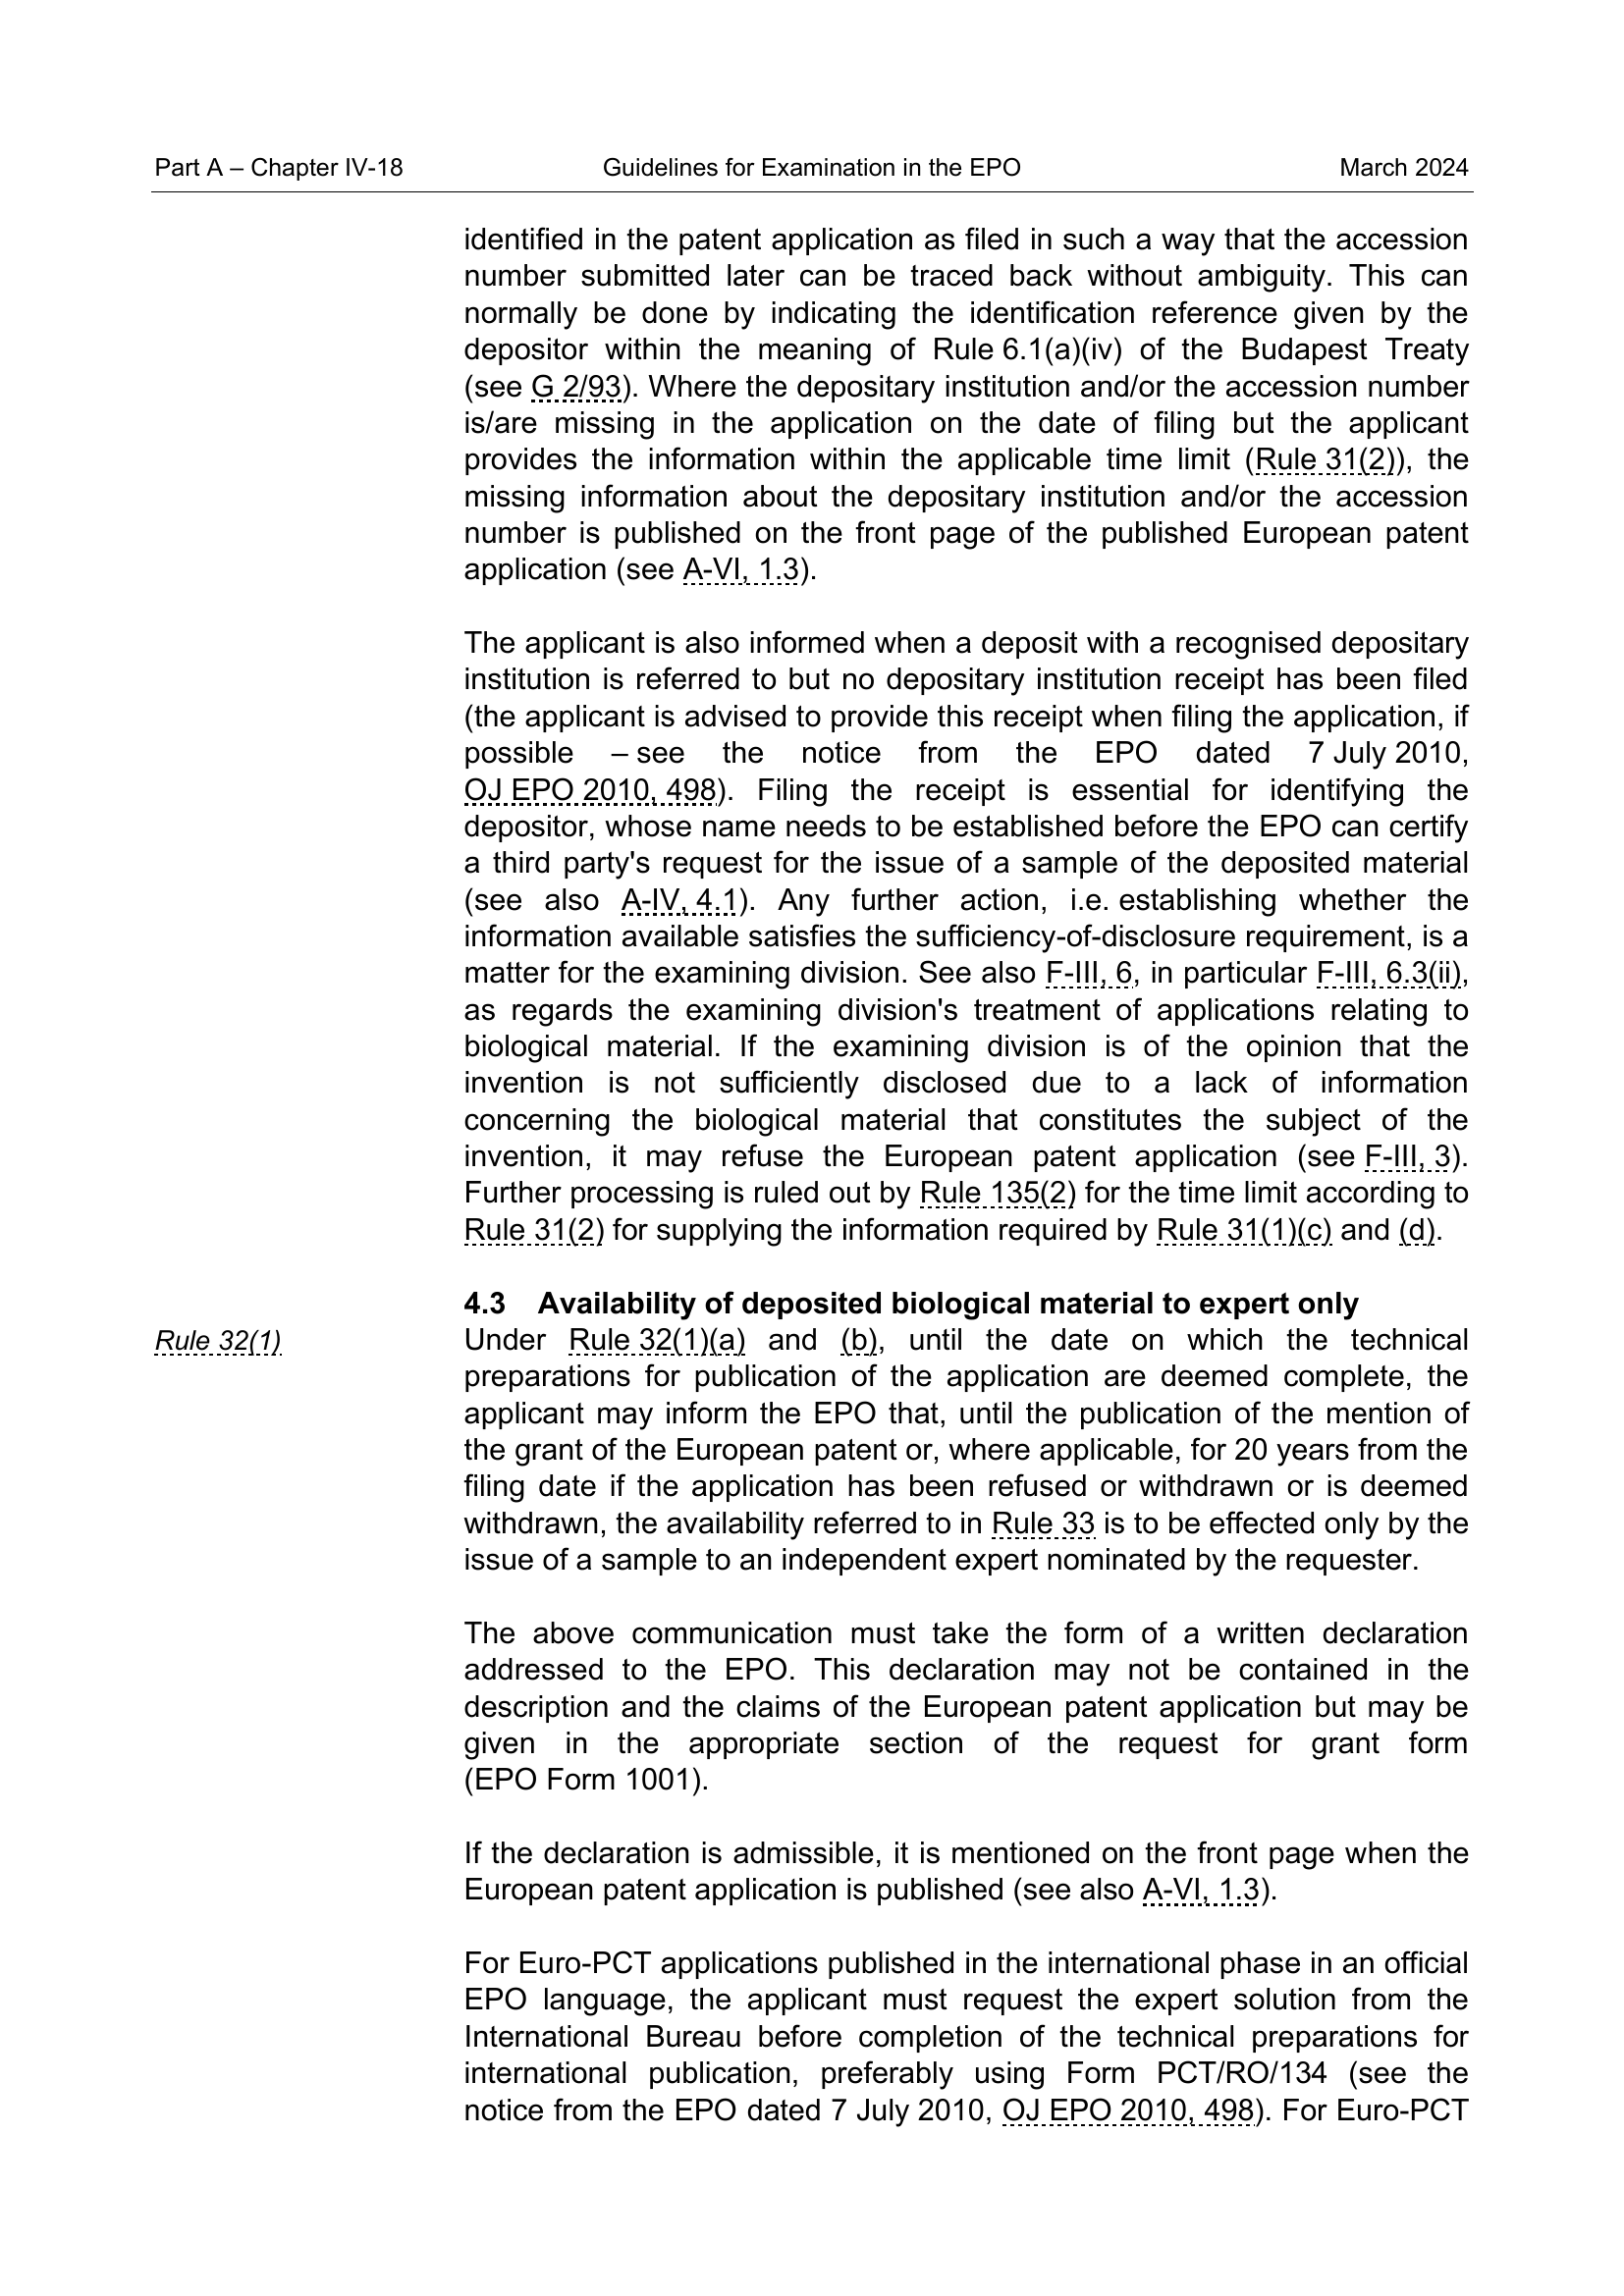 Part A – Chapter IV-18 Guidelines for Examination in the EPO March 2024
identified in the patent application as filed in such a way that the accession
number submitted later can be traced back without ambiguity. This can
normally be done by indicating the identification reference given by the
depositor within the meaning of Rule 6.1(a)(iv) of the Budapest Treaty
(see G 2/93). Where the depositary institution and/or the accession number
is/are missing in the application on the date of filing but the applicant
provides the information within the applicable time limit (Rule 31(2)), the
missing information about the depositary institution and/or the accession
number is published on the front page of the published European patent
application (see A-VI, 1.3).
The applicant is also informed when a deposit with a recognised depositary
institution is referred to but no depositary institution receipt has been filed
(the applicant is advised to provide this receipt when filing the application, if
possible – see the notice from the EPO dated 7 July 2010,
OJ EPO 2010, 498). Filing the receipt is essential for identifying the
depositor, whose name needs to be established before the EPO can certify
a third party's request for the issue of a sample of the deposited material
(see also A-IV, 4.1). Any further action, i.e. establishing whether the
information available satisfies the sufficiency-of-disclosure requirement, is a
matter for the examining division. See also F-III, 6, in particular F-III, 6.3(ii),
as regards the examining division's treatment of applications relating to
biological material. If the examining division is of the opinion that the
invention is not sufficiently disclosed due to a lack of information
concerning the biological material that constitutes the subject of the
invention, it may refuse the European patent application (see F-III, 3).
Further processing is ruled out by Rule 135(2) for the time limit according to
Rule 31(2) for supplying the information required by Rule 31(1)(c) and (d).
4.3 Availability of deposited biological material to expert only
Rule 32(1)
Under Rule 32(1)(a) and (b), until the date on which the technical
preparations for publication of the application are deemed complete, the
applicant may inform the EPO that, until the publication of the mention of
the grant of the European patent or, where applicable, for 20 years from the
filing date if the application has been refused or withdrawn or is deemed
withdrawn, the availability referred to in Rule 33 is to be effected only by the
issue of a sample to an independent expert nominated by the requester.
The above communication must take the form of a written declaration
addressed to the EPO. This declaration may not be contained in the
description and the claims of the European patent application but may be
given in the appropriate section of the request for grant form
(EPO Form 1001).
If the declaration is admissible, it is mentioned on the front page when the
European patent application is published (see also A-VI, 1.3).
For Euro-PCT applications published in the international phase in an official
EPO language, the applicant must request the expert solution from the
International Bureau before completion of the technical preparations for
international publication, preferably using Form PCT/RO/134 (see the
notice from the EPO dated 7 July 2010, OJ EPO 2010, 498). For Euro-PCT